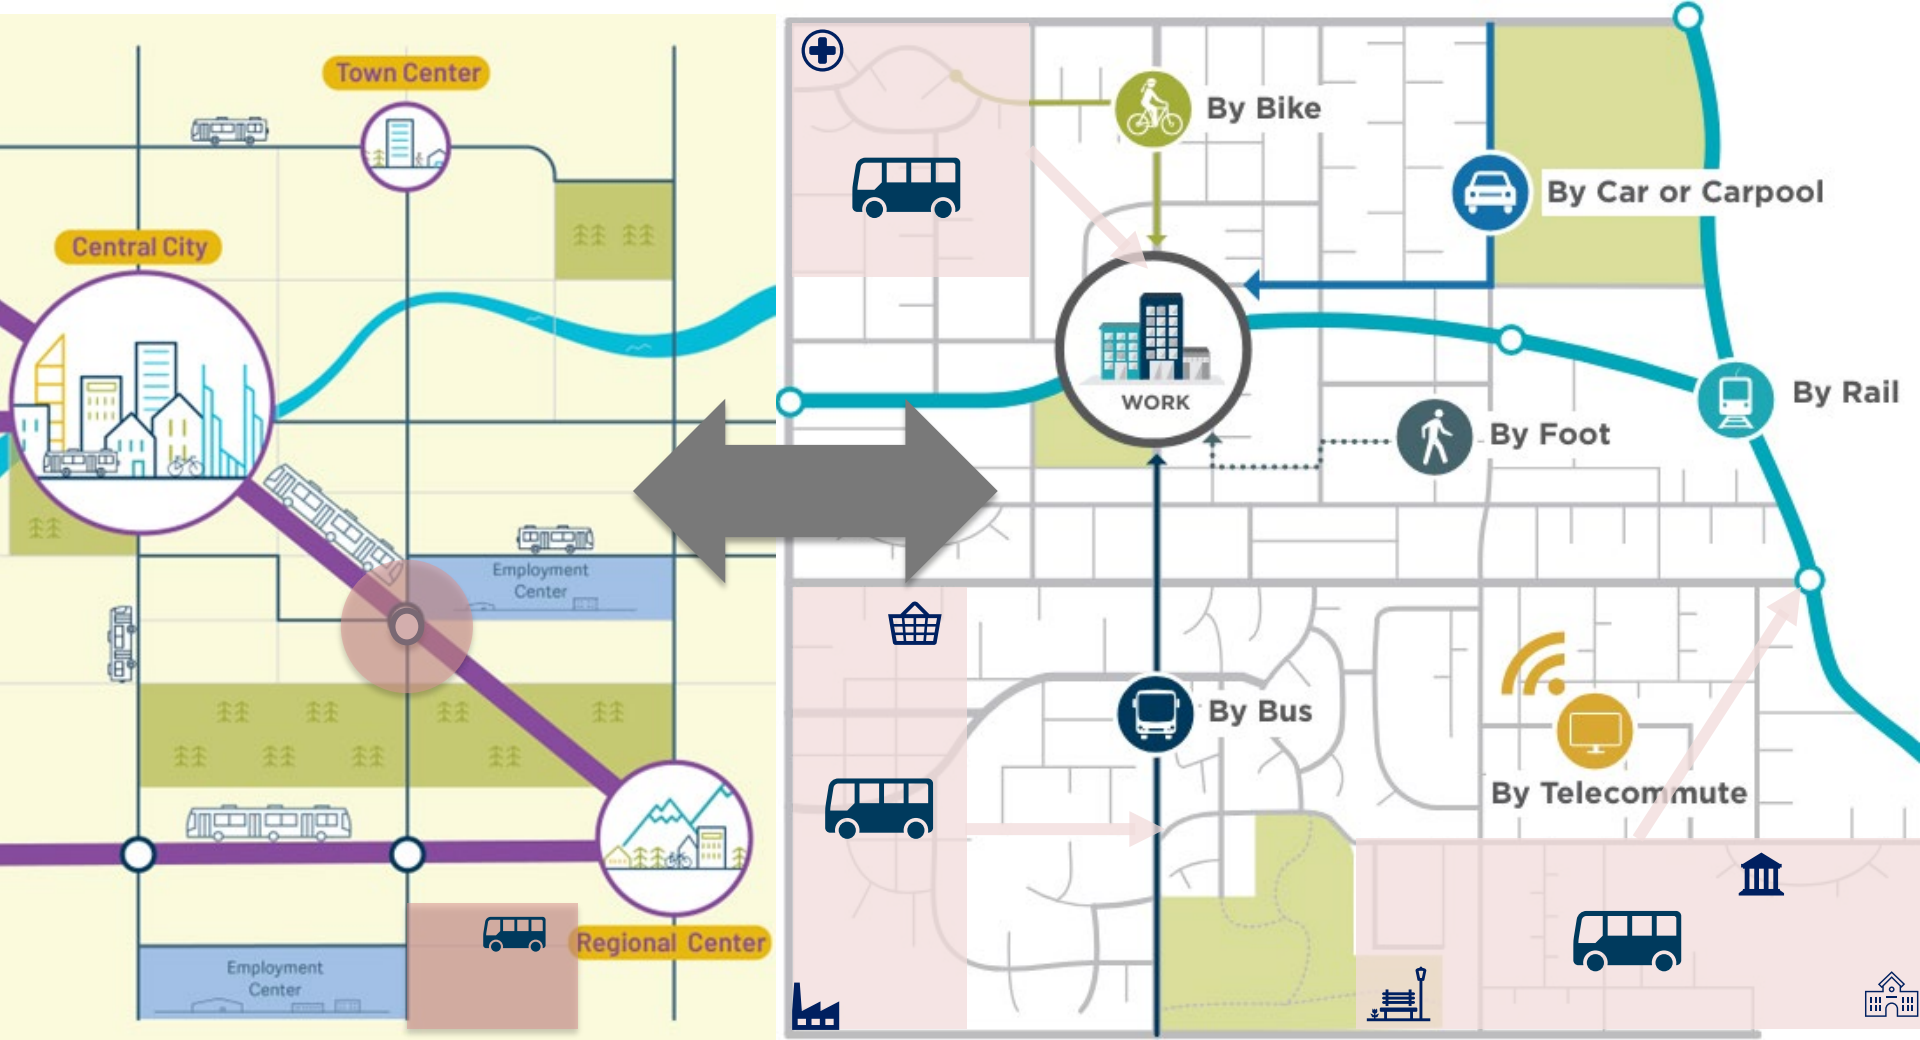 Town Center
Central City
Employment
Center
Regional Center
Employment
Center
By Bike
By Car or Carpool
WORK
By Rail
By Foot
By Bus
By Telecommute